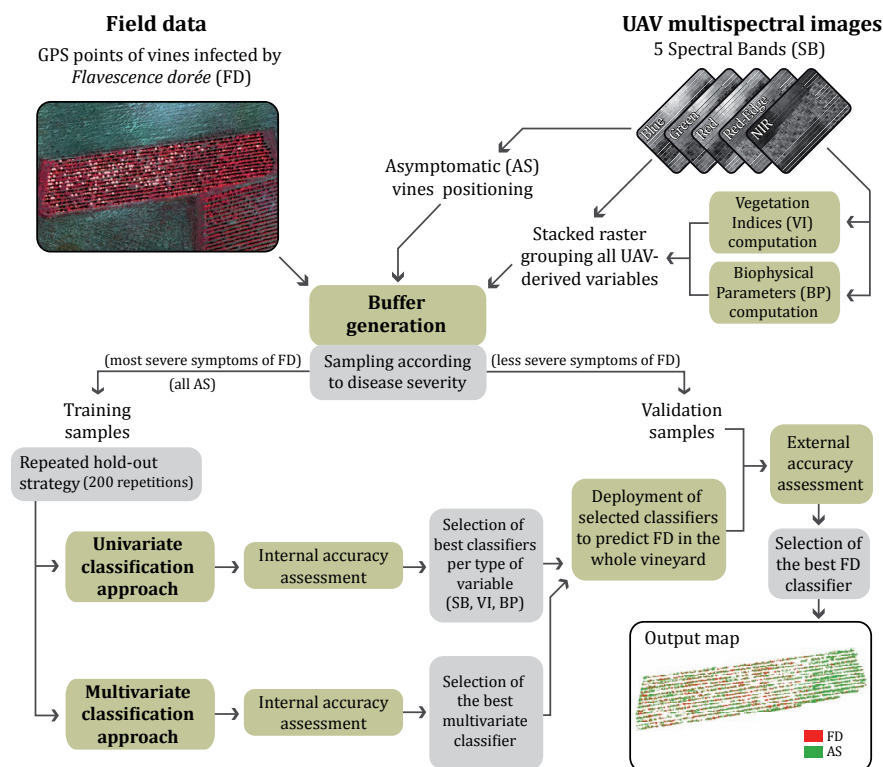 Field data
GPS points of vines infected by
Flavescence dorée (FD)
UAV multispectral images
5 Spectral Bands (SB)
Blue
Green
Red
Red-Edge
NIR
Asymptomatic (AS)
vines positioning
Stacked raster
grouping all UAV-
derived variables
Vegetation
Indices (VI)
computation
Biophysical
Parameters (BP)
computation
Buffer
generation
Sampling according
to disease severity
(most severe symptoms of FD)
(all AS)
(less severe symptoms of FD)
Training
samples
Repeated hold-out
strategy (200 repetitions)
Validation
samples
Univariate
classification
approach
Internal accuracy
assessment
Selection of
best classifiers
per type of
variable
(SB, VI, BP)
Deployment of
selected classifiers
to predict FD in the
whole vineyard
External
accuracy
assessment
Selection of
the best FD
classifier
Multivariate
classification
approach
Internal accuracy
assessment
Selection of
the best
multivariate
classifier
Output map
FD
AS